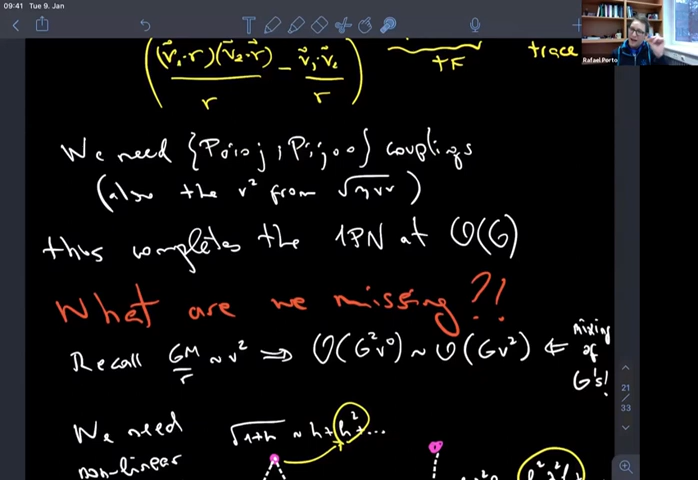 09:41 Tue 9. Jan
(v₁·r)(v₂·r)/r − v₁·v₂/r
TF
trace
Rafael Porto
We need {P0i0j, Pij00} couplings
(also the v² from √ηvv)
thus completes the 1PN at O(G)
What are we missing?!
Recall GM/r ~ v² ⇒ O(G²v⁰) ~ O(Gv²) ⇐ mixing of G's!
21
/
33
We need
non-linear
√1+h ~ h + h² + ...